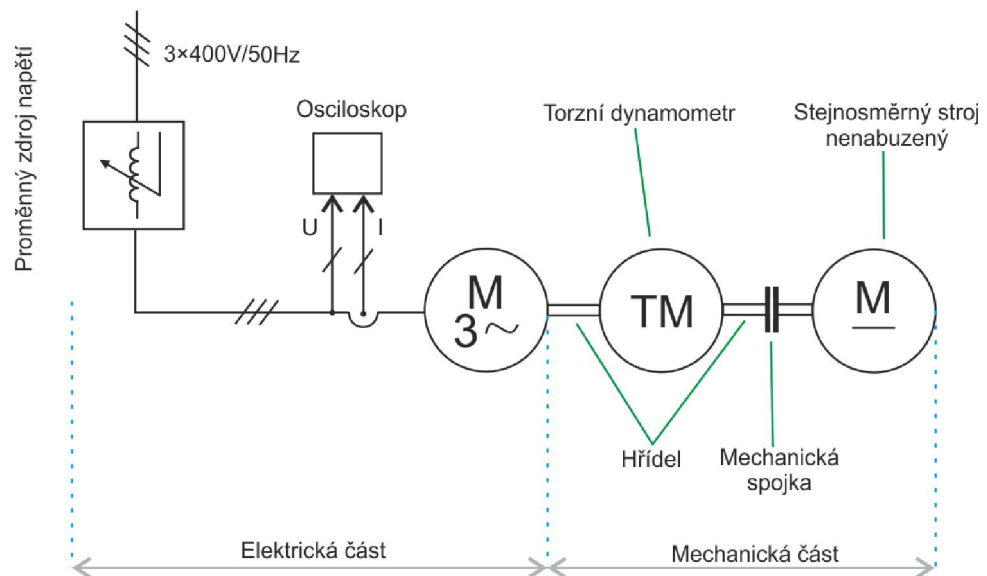 Proměnný zdroj napětí
3×400V/50Hz
Osciloskop
U
I
Torzní dynamometr
Stejnosměrný stroj
nenabuzený
M
3~
TM
M
Hřídel
Mechanická
spojka
Elektrická část
Mechanická část